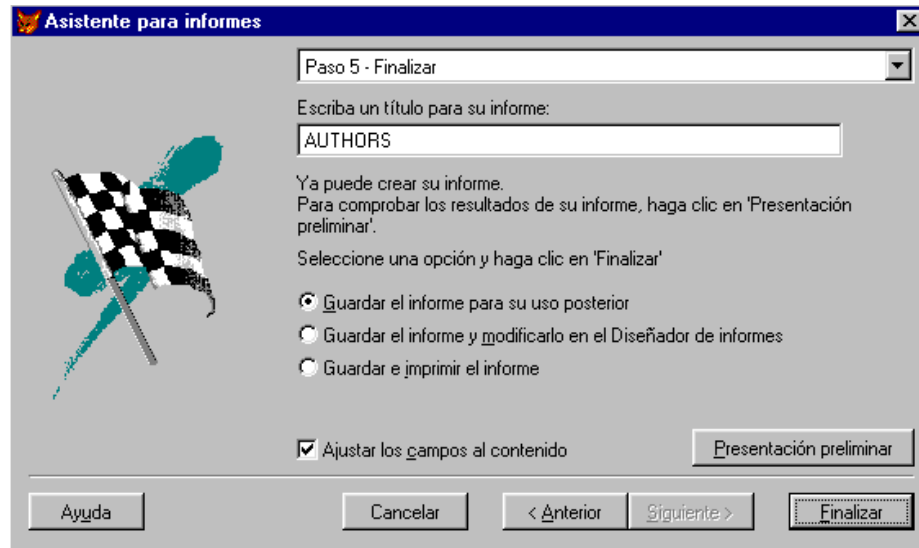 Asistente para informes
Paso 5 - Finalizar
Escriba un título para su informe:
AUTHORS
Ya puede crear su informe.
Para comprobar los resultados de su informe, haga clic en 'Presentación
preliminar'.
Seleccione una opción y haga clic en 'Finalizar'
Guardar el informe para su uso posterior
Guardar el informe y modificarlo en el Diseñador de informes
Guardar e imprimir el informe
Ajustar los campos al contenido
Presentación preliminar
Ayuda
Cancelar
< Anterior
Siguiente >
Finalizar